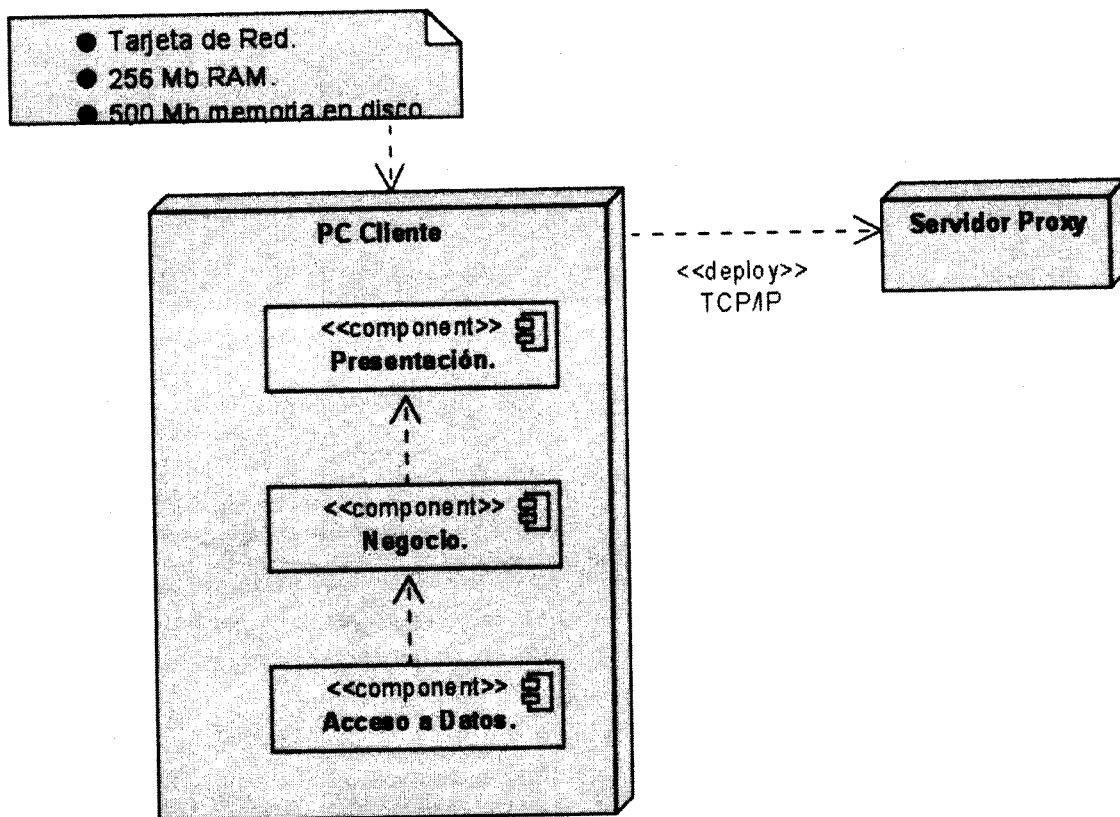 ● Tarjeta de Red.
● 256 Mb RAM.
● 500 Mb memoria en disco
PC Cliente
<<component>>
Presentación.
<<component>>
Negocio.
<<component>>
Acceso a Datos.
<<deploy>>
TCP/IP
Servidor Proxy